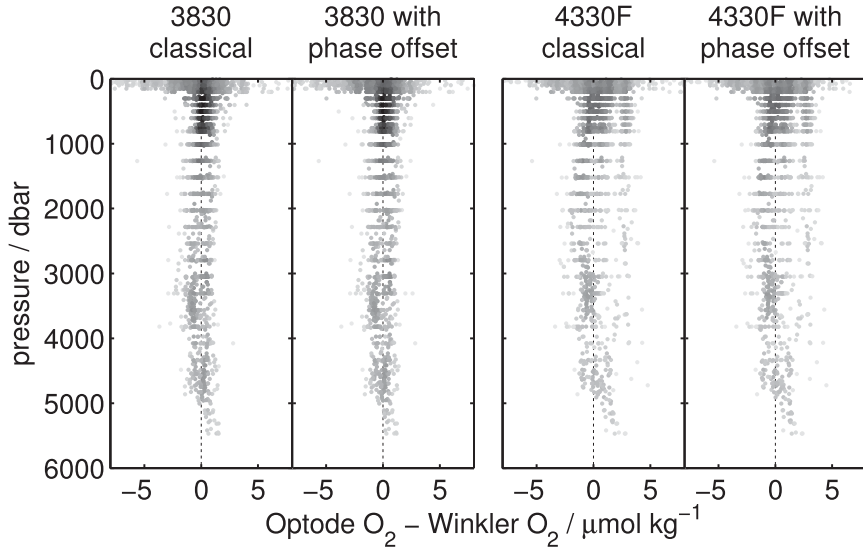 3830 classical
3830 with phase offset
4330F classical
4330F with phase offset
pressure / dbar
0
1000
2000
3000
4000
5000
6000
−5 0 5 −5 0 5 −5 0 5 −5 0 5
Optode O₂ − Winkler O₂ / μmol kg⁻¹